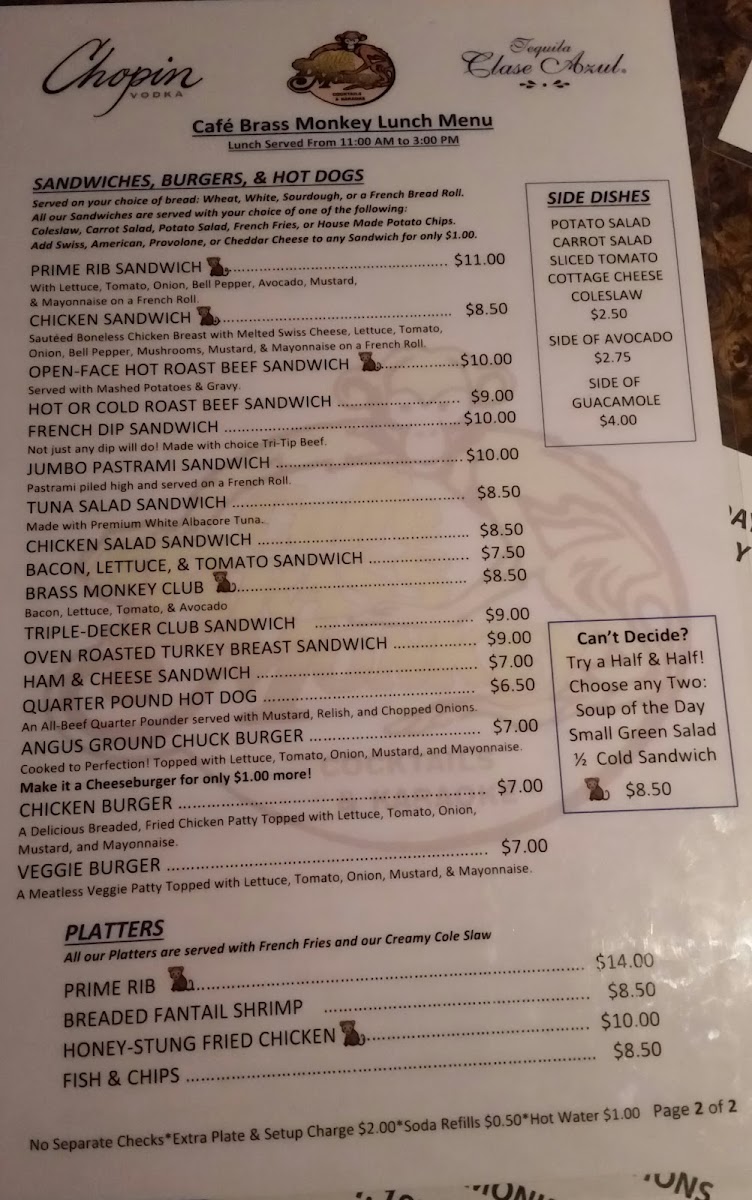 Chopin
VODKA
Tequila
Clase Azul.
Café Brass Monkey Lunch Menu
Lunch Served From 11:00 AM to 3:00 PM
SANDWICHES, BURGERS, & HOT DOGS
Served on your choice of bread: Wheat, White, Sourdough, or a French Bread Roll.
All our Sandwiches are served with your choice of one of the following:
Coleslaw, Carrot Salad, Potato Salad, French Fries, or House Made Potato Chips.
Add Swiss, American, Provolone, or Cheddar Cheese to any Sandwich for only $1.00.
PRIME RIB SANDWICH $11.00
With Lettuce, Tomato, Onion, Bell Pepper, Avocado, Mustard,
& Mayonnaise on a French Roll.
CHICKEN SANDWICH $8.50
Sautéed Boneless Chicken Breast with Melted Swiss Cheese, Lettuce, Tomato,
Onion, Bell Pepper, Mushrooms, Mustard, & Mayonnaise on a French Roll.
OPEN-FACE HOT ROAST BEEF SANDWICH $10.00
Served with Mashed Potatoes & Gravy.
HOT OR COLD ROAST BEEF SANDWICH $9.00
FRENCH DIP SANDWICH $10.00
Not just any dip will do! Made with choice Tri-Tip Beef.
JUMBO PASTRAMI SANDWICH $10.00
Pastrami piled high and served on a French Roll.
TUNA SALAD SANDWICH $8.50
Made with Premium White Albacore Tuna.
CHICKEN SALAD SANDWICH $8.50
BACON, LETTUCE, & TOMATO SANDWICH $7.50
BRASS MONKEY CLUB $8.50
Bacon, Lettuce, Tomato, & Avocado
TRIPLE-DECKER CLUB SANDWICH $9.00
OVEN ROASTED TURKEY BREAST SANDWICH $9.00
HAM & CHEESE SANDWICH $7.00
QUARTER POUND HOT DOG $6.50
An All-Beef Quarter Pounder served with Mustard, Relish, and Chopped Onions.
ANGUS GROUND CHUCK BURGER $7.00
Cooked to Perfection! Topped with Lettuce, Tomato, Onion, Mustard, and Mayonnaise.
Make it a Cheeseburger for only $1.00 more!
CHICKEN BURGER $7.00
A Delicious Breaded, Fried Chicken Patty Topped with Lettuce, Tomato, Onion,
Mustard, and Mayonnaise.
VEGGIE BURGER $7.00
A Meatless Veggie Patty Topped with Lettuce, Tomato, Onion, Mustard, & Mayonnaise.
SIDE DISHES
POTATO SALAD
CARROT SALAD
SLICED TOMATO
COTTAGE CHEESE
COLESLAW
$2.50
SIDE OF AVOCADO
$2.75
SIDE OF
GUACAMOLE
$4.00
Can't Decide?
Try a Half & Half!
Choose any Two:
Soup of the Day
Small Green Salad
½ Cold Sandwich
$8.50
PLATTERS
All our Platters are served with French Fries and our Creamy Cole Slaw
PRIME RIB $14.00
BREADED FANTAIL SHRIMP $8.50
HONEY-STUNG FRIED CHICKEN $10.00
FISH & CHIPS $8.50
No Separate Checks*Extra Plate & Setup Charge $2.00*Soda Refills $0.50*Hot Water $1.00 Page 2 of 2